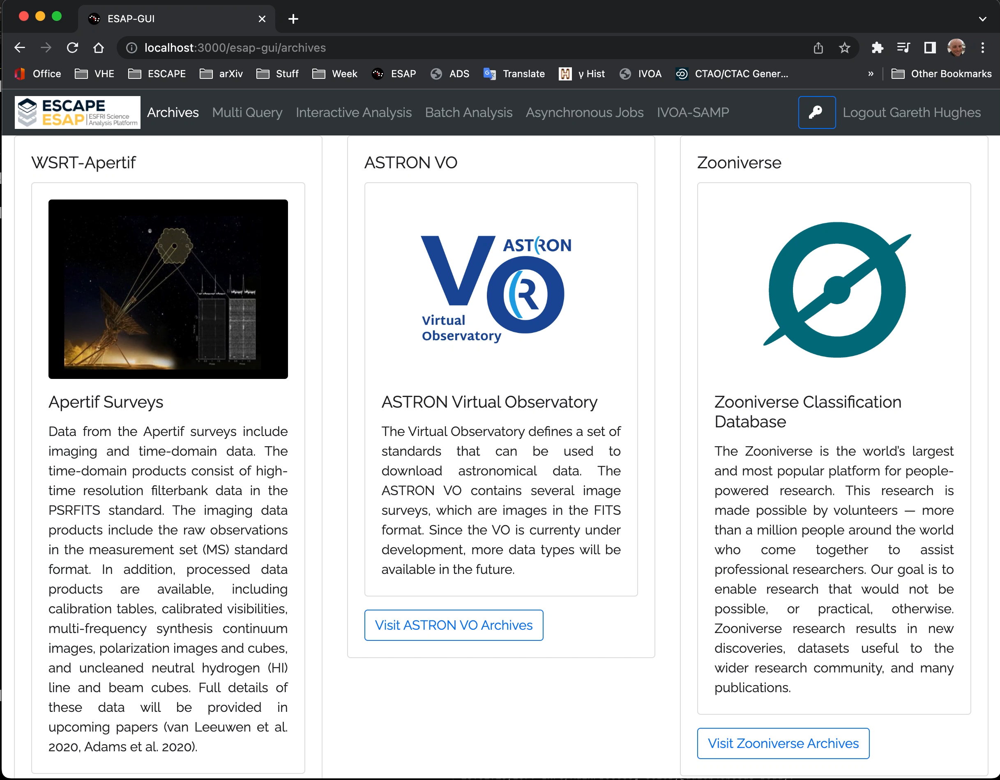 ESAP-GUI
localhost:3000/esap-gui/archives
Office VHE ESCAPE arXiv Stuff Week ESAP ADS Translate γ Hist IVOA CTAO/CTAC Gener... » Other Bookmarks
ESCAPE
ESAP ESFRI Science
Analysis Platform
Archives Multi Query Interactive Analysis Batch Analysis Asynchronous Jobs IVOA-SAMP Logout Gareth Hughes
WSRT-Apertif
Apertif Surveys
Data from the Apertif surveys include
imaging and time-domain data. The
time-domain products consist of high-
time resolution filterbank data in the
PSRFITS standard. The imaging data
products include the raw observations
in the measurement set (MS) standard
format. In addition, processed data
products are available, including
calibration tables, calibrated visibilities,
multi-frequency synthesis continuum
images, polarization images and cubes,
and uncleaned neutral hydrogen (HI)
line and beam cubes. Full details of
these data will be provided in
upcoming papers (van Leeuwen et al.
2020, Adams et al. 2020).
ASTRON VO
VO
ASTRON
Virtual
Observatory
ASTRON Virtual Observatory
The Virtual Observatory defines a set of
standards that can be used to
download astronomical data. The
ASTRON VO contains several image
surveys, which are images in the FITS
format. Since the VO is currenty under
development, more data types will be
available in the future.
Visit ASTRON VO Archives
Zooniverse
Zooniverse Classification
Database
The Zooniverse is the world's largest
and most popular platform for people-
powered research. This research is
made possible by volunteers — more
than a million people around the world
who come together to assist
professional researchers. Our goal is to
enable research that would not be
possible, or practical, otherwise.
Zooniverse research results in new
discoveries, datasets useful to the
wider research community, and many
publications.
Visit Zooniverse Archives